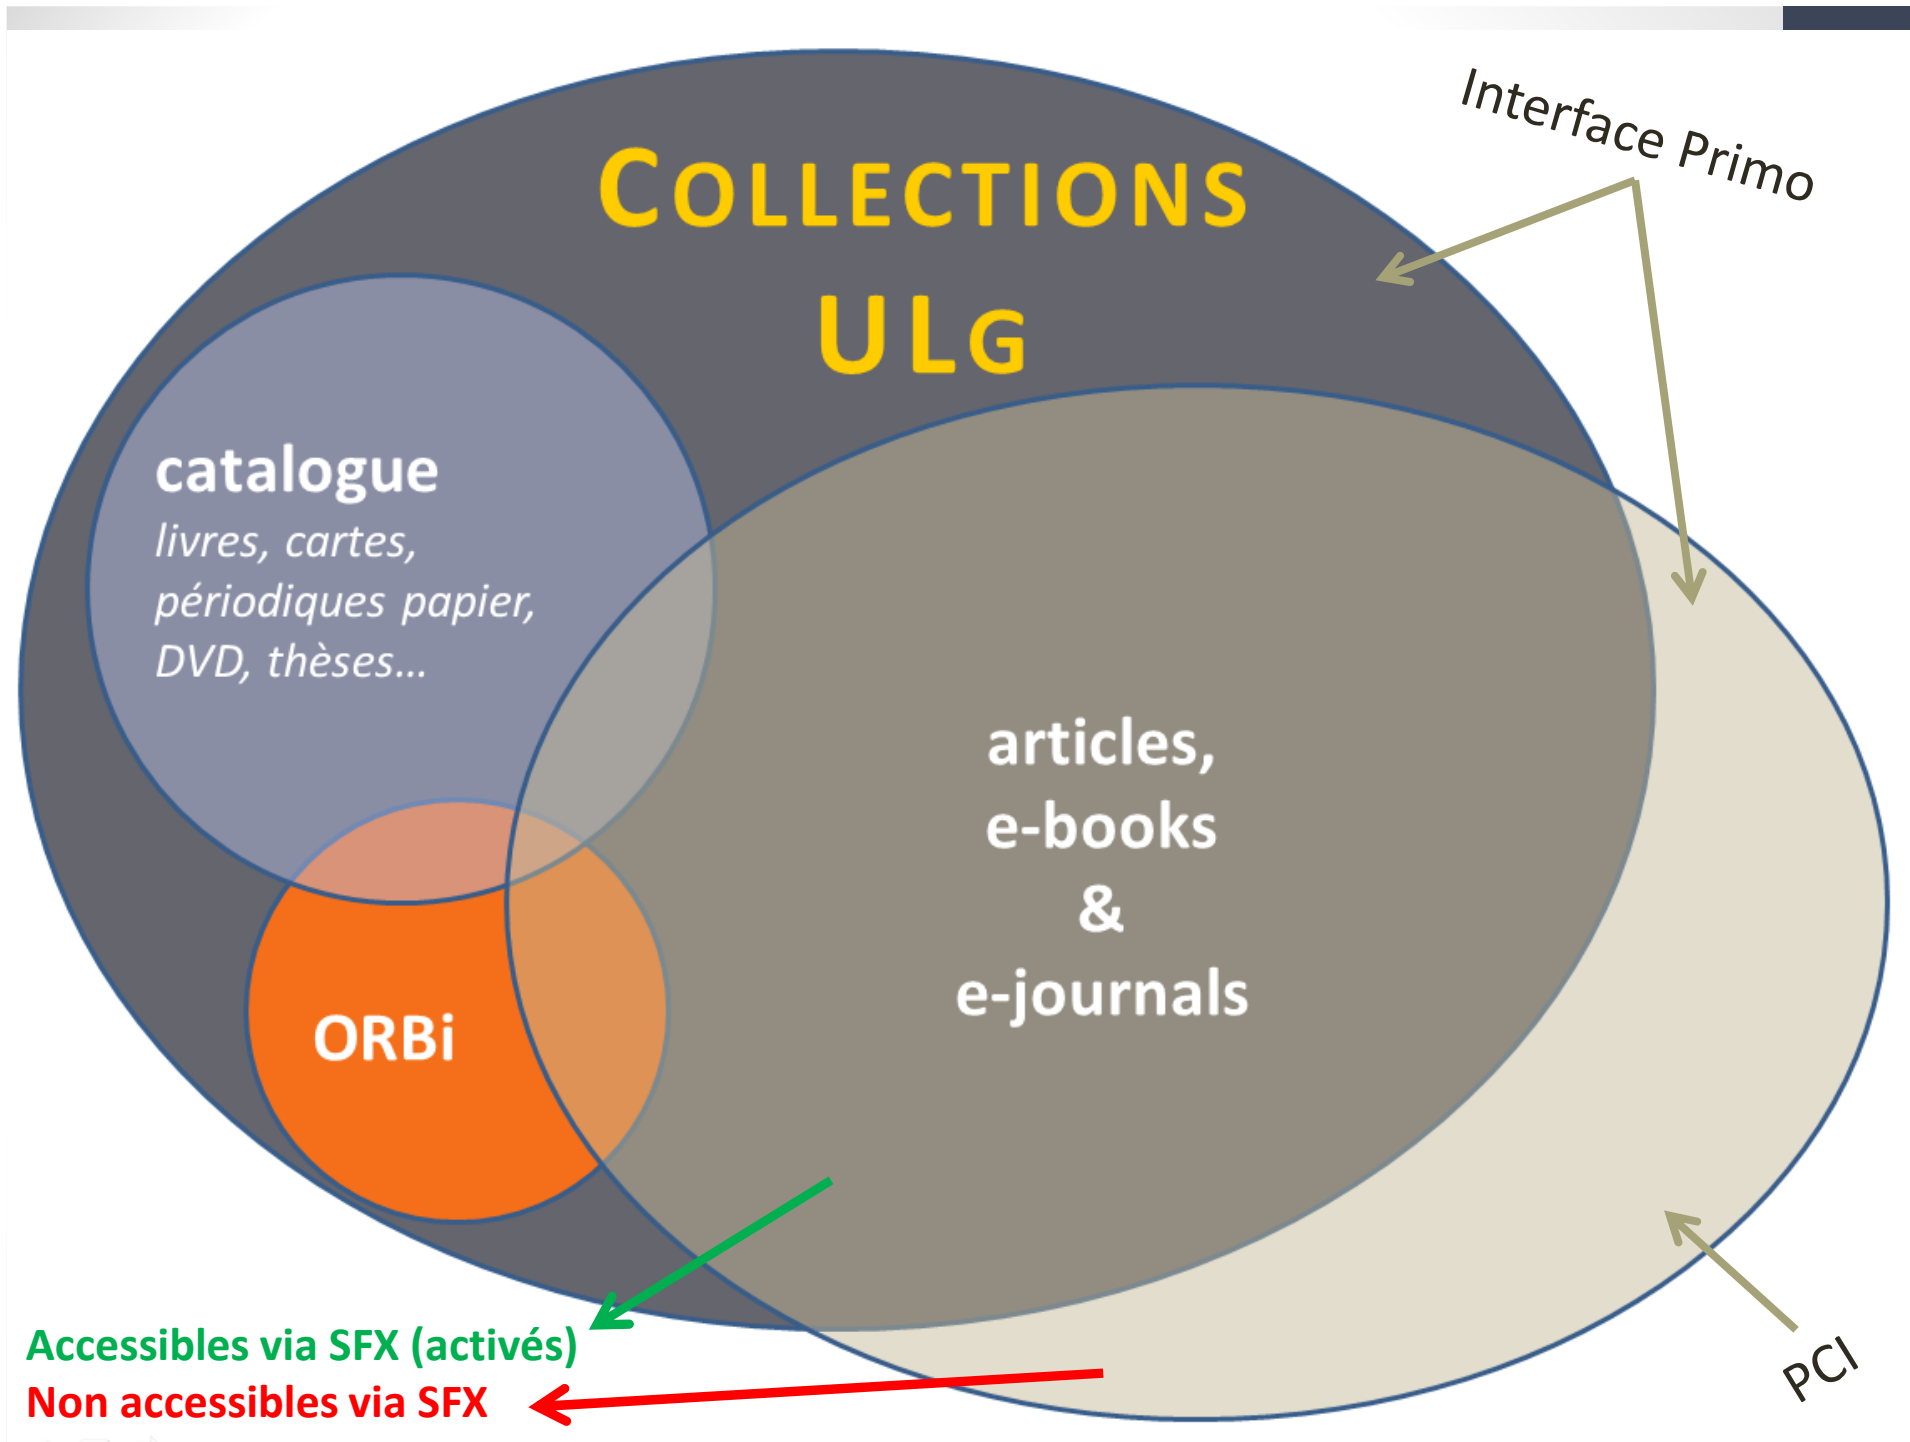 Interface Primo
COLLECTIONS
ULG
catalogue
livres, cartes,
périodiques papier,
DVD, thèses...
articles,
e-books
&
e-journals
ORBi
Accessibles via SFX (activés)
Non accessibles via SFX
PCI